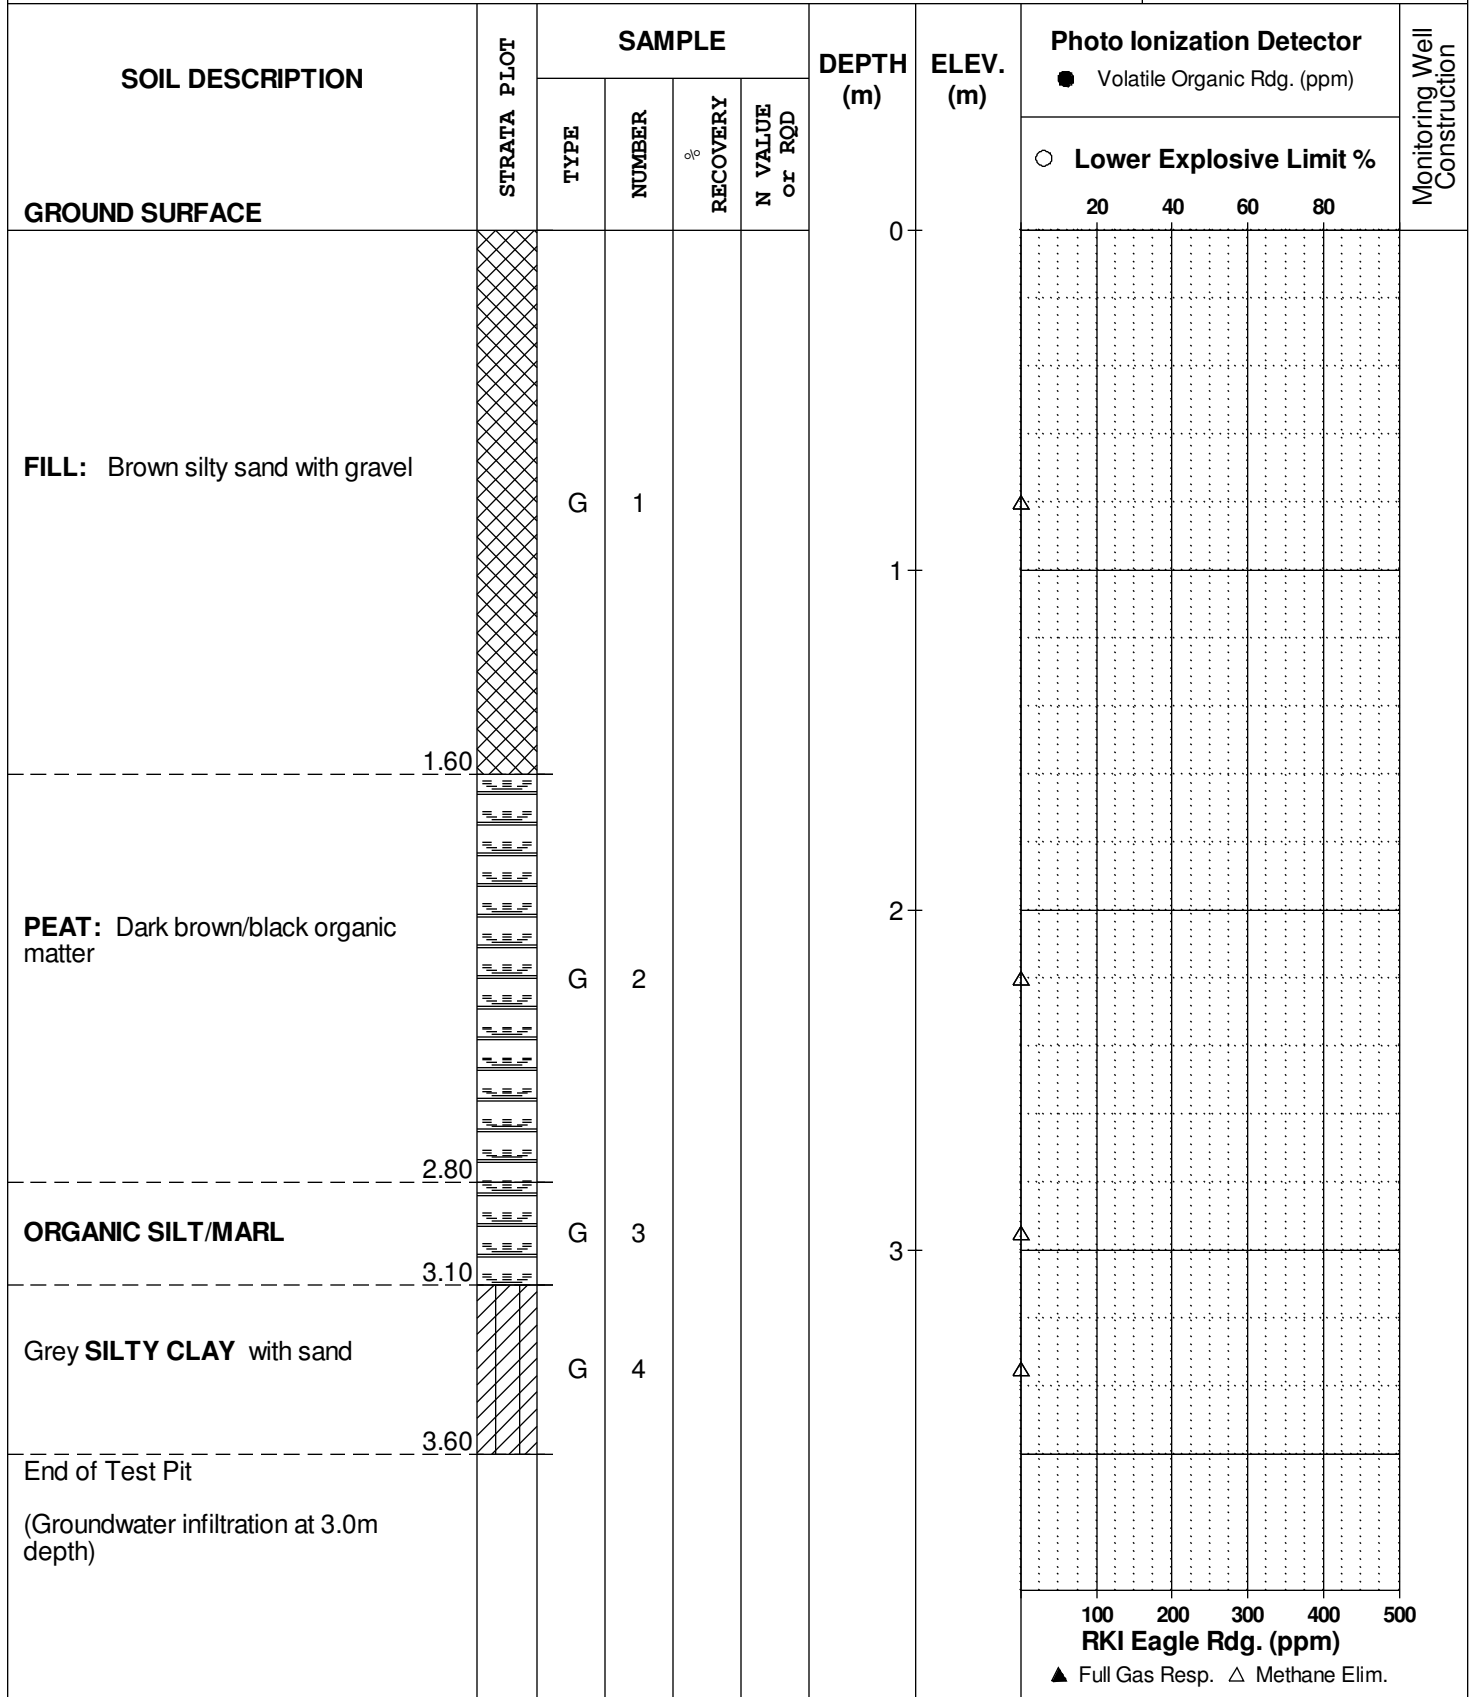 SOIL DESCRIPTION
GROUND SURFACE
STRATA PLOT
SAMPLE
TYPE
NUMBER
%
RECOVERY
N VALUE
or RQD
DEPTH
(m)
ELEV.
(m)
Photo Ionization Detector
● Volatile Organic Rdg. (ppm)
○ Lower Explosive Limit %
20 40 60 80
Monitoring Well
Construction
0
FILL: Brown silty sand with gravel
G 1
1
1.60
PEAT: Dark brown/black organic
matter
2
G 2
2.80
ORGANIC SILT/MARL
G 3
3
3.10
Grey SILTY CLAY with sand
G 4
3.60
End of Test Pit
(Groundwater infiltration at 3.0m
depth)
100 200 300 400 500
RKI Eagle Rdg. (ppm)
▲ Full Gas Resp. △ Methane Elim.